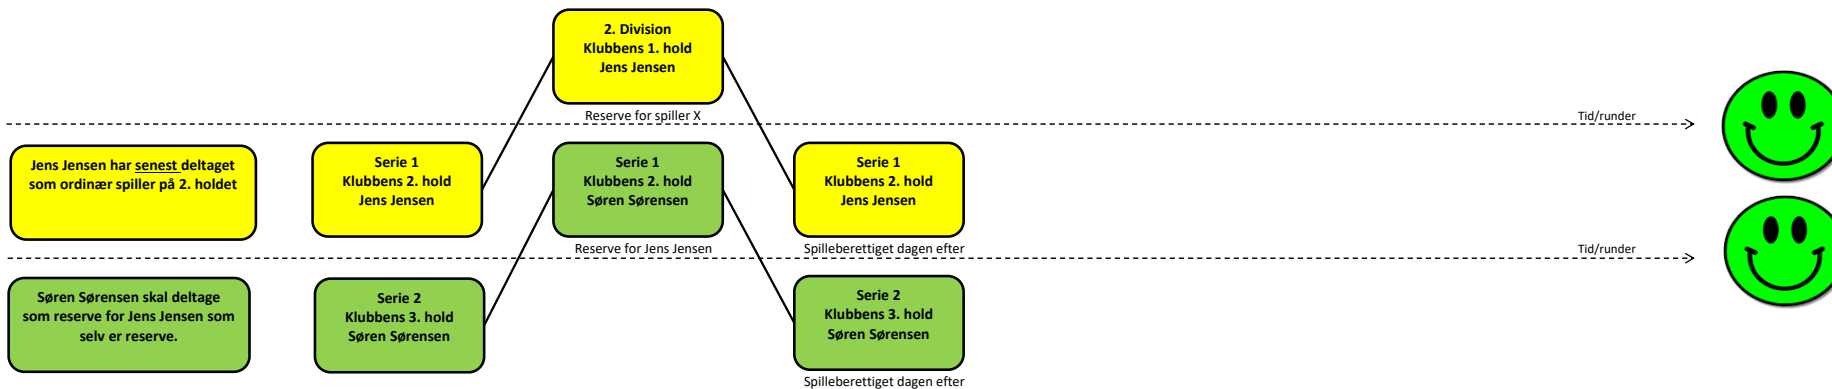 2. Division
Klubbens 1. hold
Jens Jensen
Reserve for spiller X
Tid/runder
Jens Jensen har senest deltaget
som ordinær spiller på 2. holdet
Serie 1
Klubbens 2. hold
Jens Jensen
Serie 1
Klubbens 2. hold
Søren Sørensen
Serie 1
Klubbens 2. hold
Jens Jensen
Reserve for Jens Jensen
Spilleberettiget dagen efter
Tid/runder
Søren Sørensen skal deltage
som reserve for Jens Jensen som
selv er reserve.
Serie 2
Klubbens 3. hold
Søren Sørensen
Serie 2
Klubbens 3. hold
Søren Sørensen
Spilleberettiget dagen efter